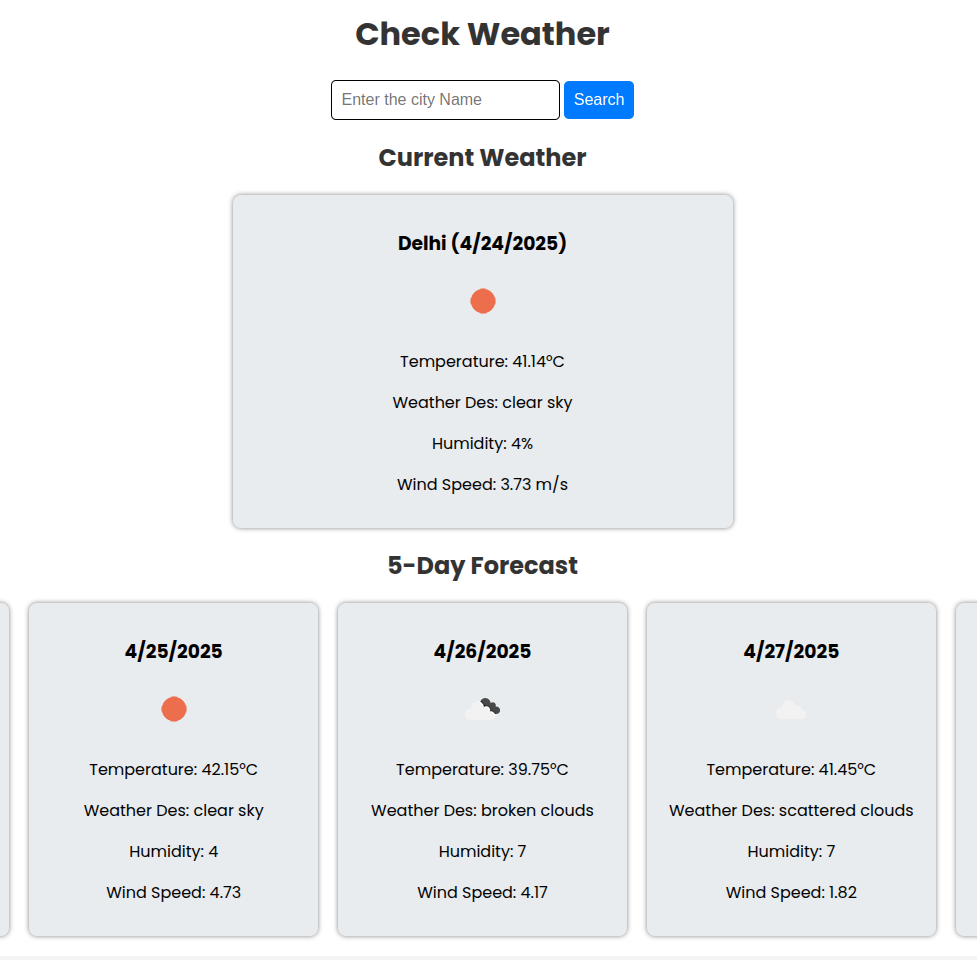 Check Weather
Enter the city Name Search
Current Weather
Delhi (4/24/2025)
Temperature: 41.14°C
Weather Des: clear sky
Humidity: 4%
Wind Speed: 3.73 m/s
5-Day Forecast
4/25/2025
Temperature: 42.15°C
Weather Des: clear sky
Humidity: 4
Wind Speed: 4.73
4/26/2025
Temperature: 39.75°C
Weather Des: broken clouds
Humidity: 7
Wind Speed: 4.17
4/27/2025
Temperature: 41.45°C
Weather Des: scattered clouds
Humidity: 7
Wind Speed: 1.82